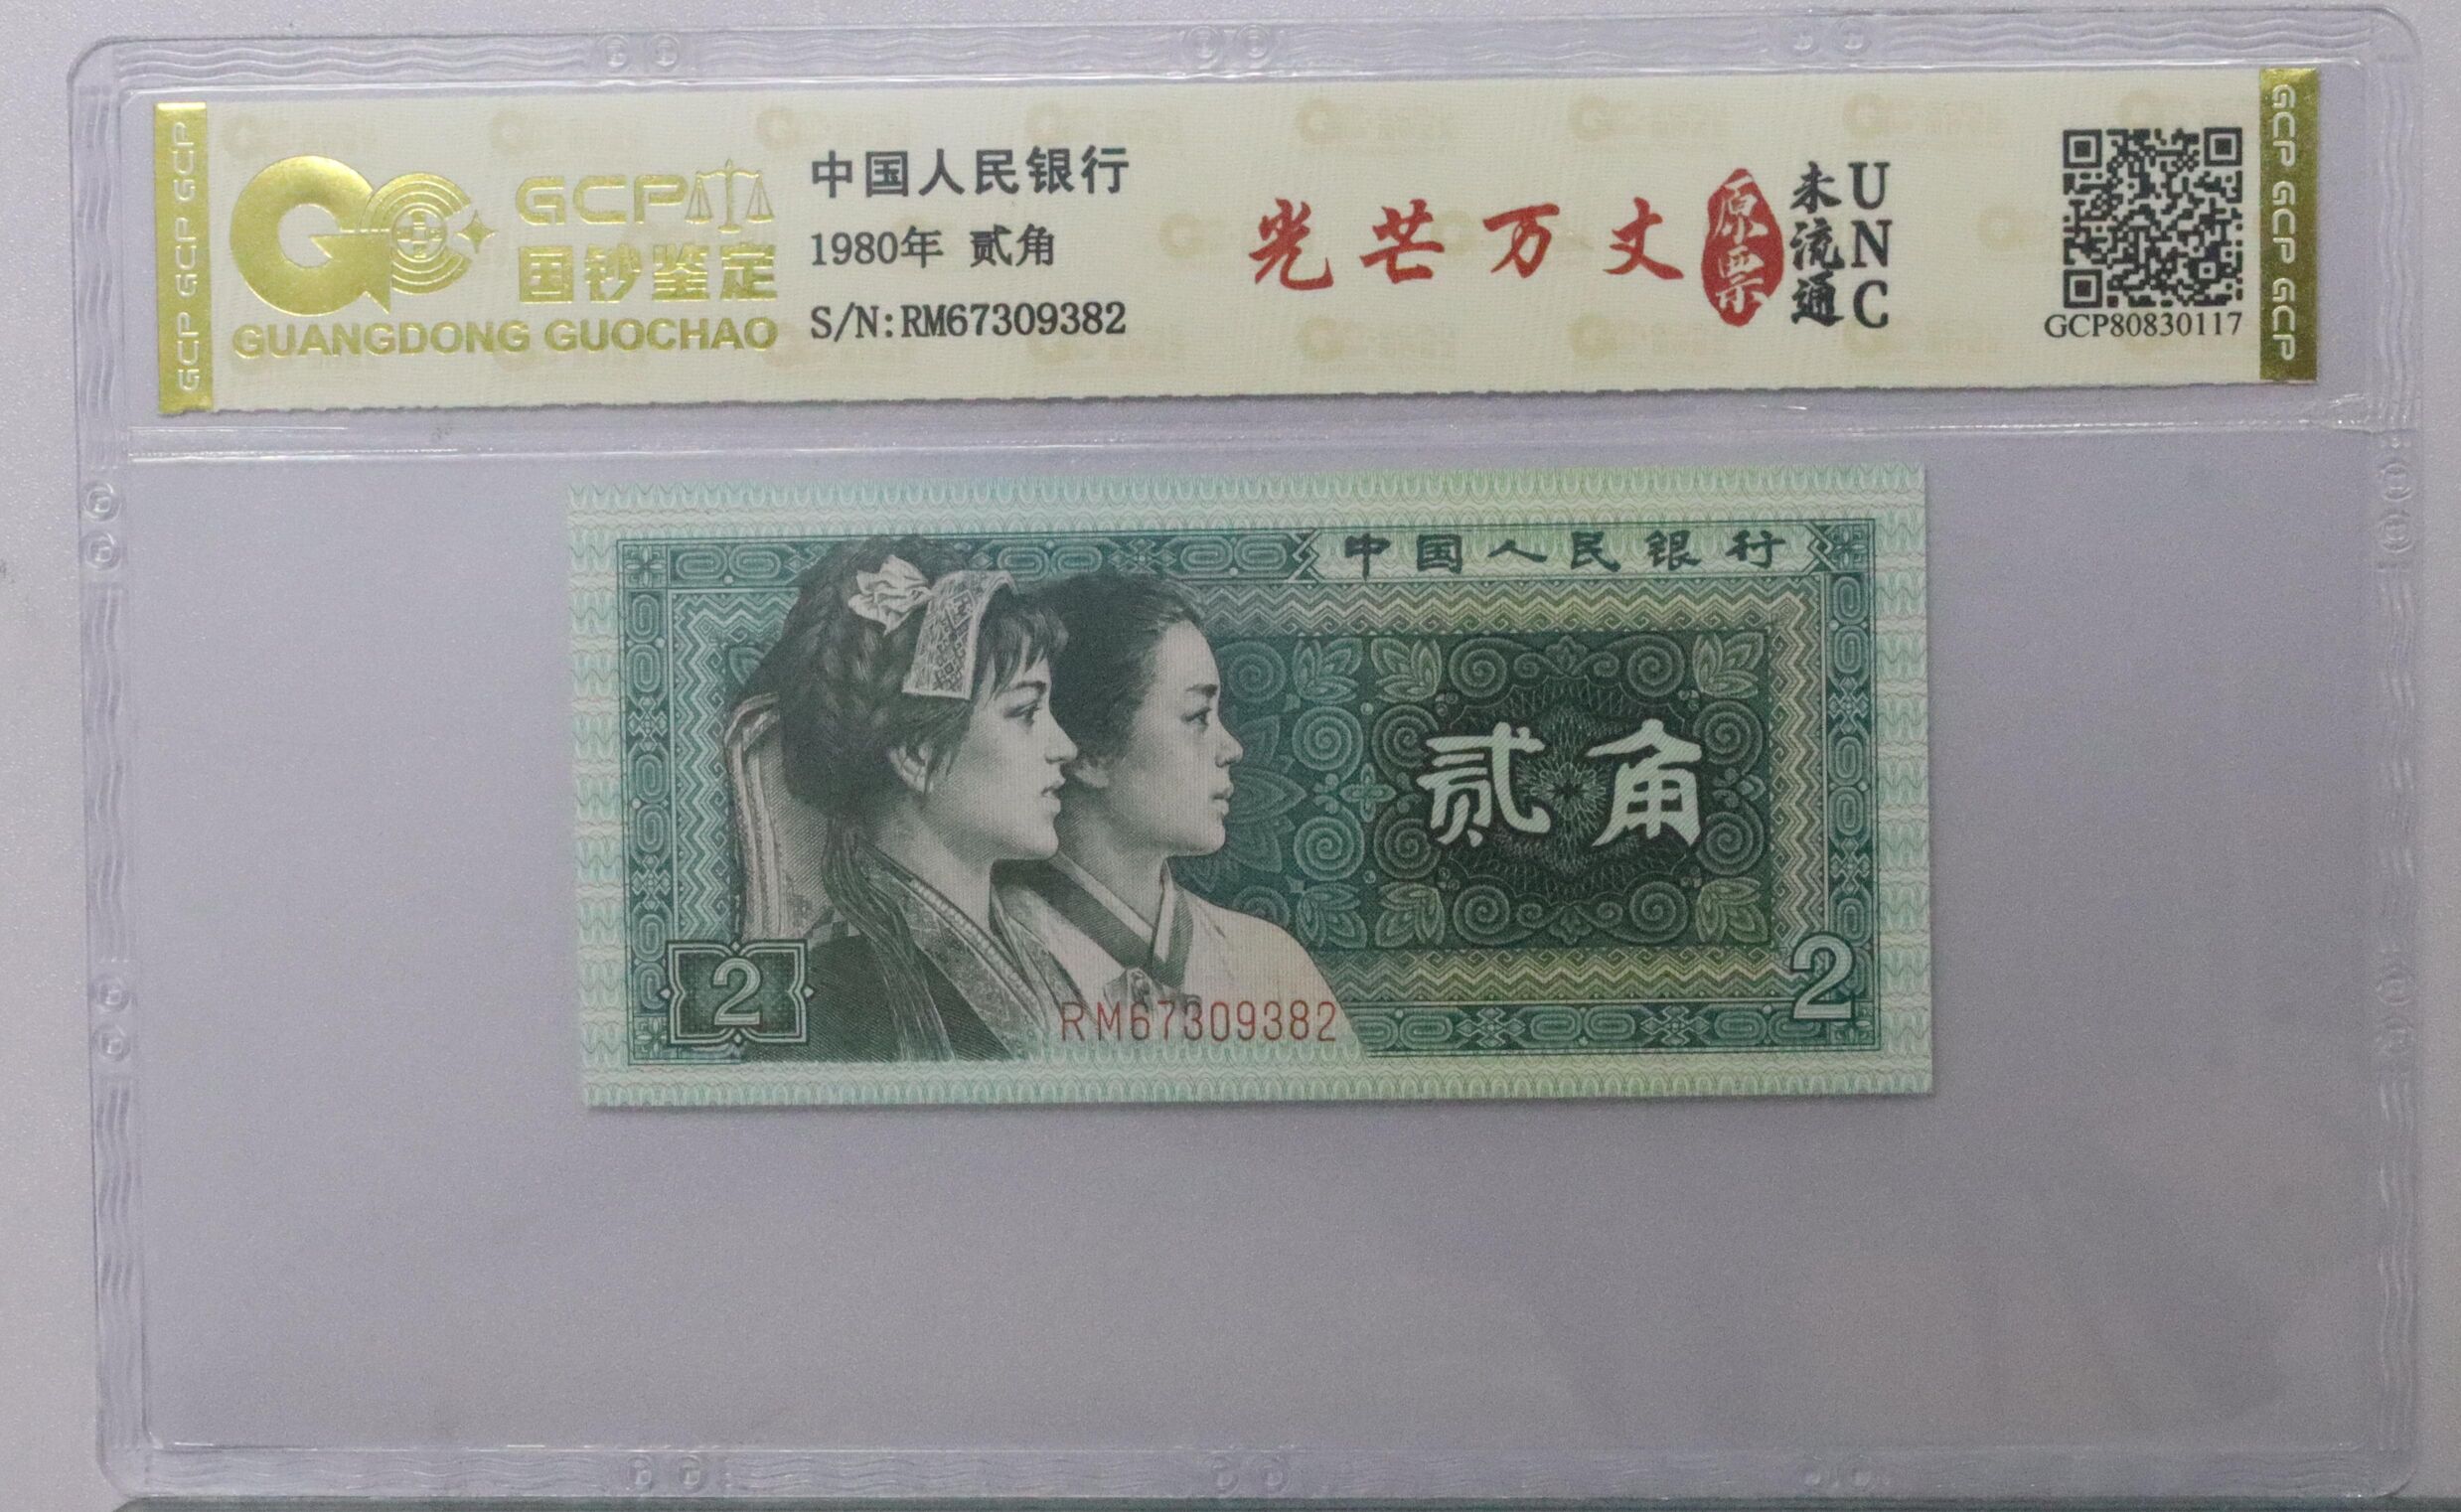 GCP GCP GCP
GCP
国钞鉴定
GUANGDONG GUOCHAO
中国人民银行
1980年 贰角
S/N:RM67309382
光芒万丈
原票
未流通
UNC
GCP80830117
GCP GCP GCP
中国人民银行
贰角
2
2
RM67309382